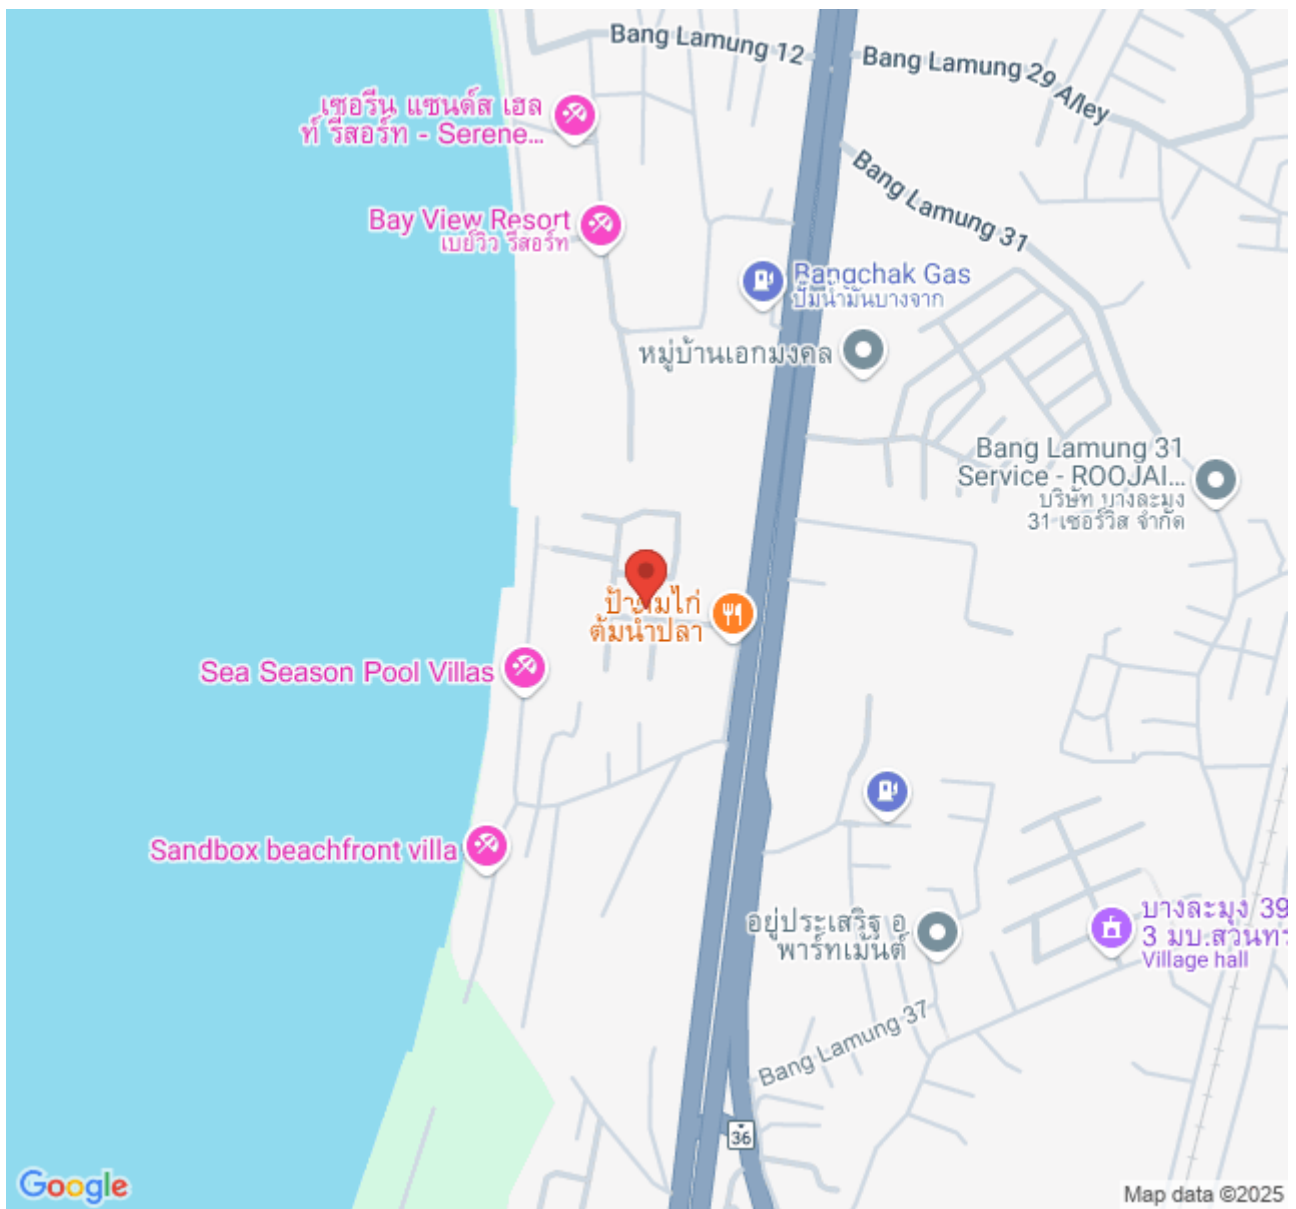 Bang Lamung 12
Bang Lamung 29 Alley
เซอรีน แซนด์ส เฮล
ท์ รีสอร์ท - Serene...
Bang Lamung 31
Bay View Resort
เบย์วิว รีสอร์ท
Bangchak Gas
ปั๊มน้ำมันบางจาก
หมู่บ้านเอกมงคล
Bang Lamung 31
Service - ROOJAI...
บริษัท บางละมุง
31 เซอร์วิส จำกัด
ต้มน้ำปลา
Sea Season Pool Villas
Sandbox beachfront villa
อยู่ประเสริฐ อ
พาร์ทเม้นต์
บางละมุง 39
3 มบ.สวนทร
Village hall
Bang Lamung 37
36
Google
Map data ©2025